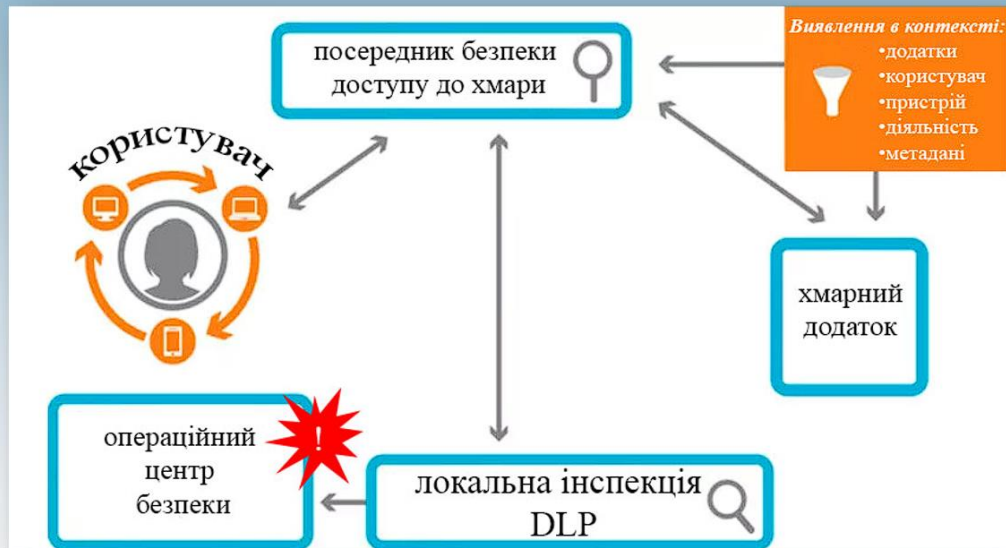 посередник безпеки
доступу до хмари
Виявлення в контексті:
•додатки
•користувач
•пристрій
•діяльність
•метадані
користувач
хмарний
додаток
операційний
центр
безпеки
!
локальна інспекція
DLP